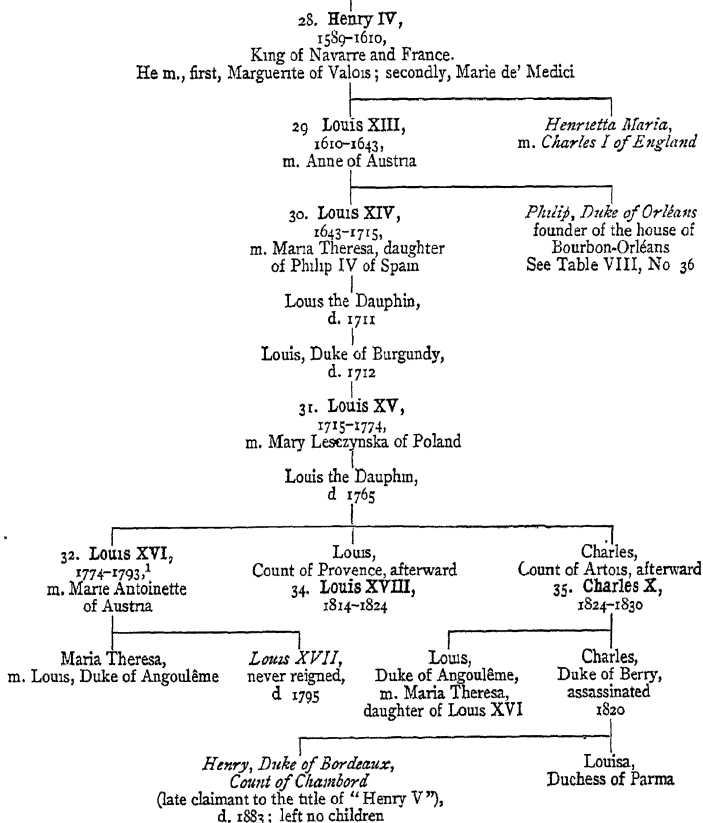 28. Henry IV,
1589–1610,
King of Navarre and France.
He m., first, Marguerite of Valois; secondly, Marie de' Medici
29 Louis XIII,
1610–1643,
m. Anne of Austria
Henrietta Maria,
m. Charles I of England
30. Louis XIV,
1643–1715,
m. Maria Theresa, daughter
of Philip IV of Spain
Philip, Duke of Orléans
founder of the house of
Bourbon-Orléans
See Table VIII, No 36
Louis the Dauphin,
d. 1711
Louis, Duke of Burgundy,
d. 1712
31. Louis XV,
1715–1774,
m. Mary Lesczynska of Poland
Louis the Dauphin,
d 1765
32. Louis XVI,
1774–1793,¹
m. Marie Antoinette
of Austria
Louis,
Count of Provence, afterward
34. Louis XVIII,
1814–1824
Charles,
Count of Artois, afterward
35. Charles X,
1824–1830
Maria Theresa,
m. Louis, Duke of Angoulême
Louis XVII,
never reigned,
d 1795
Louis,
Duke of Angoulême,
m. Maria Theresa,
daughter of Louis XVI
Charles,
Duke of Berry,
assassinated
1820
Henry, Duke of Bordeaux,
Count of Chambord
(late claimant to the title of "Henry V"),
d. 1883; left no children
Louisa,
Duchess of Parma